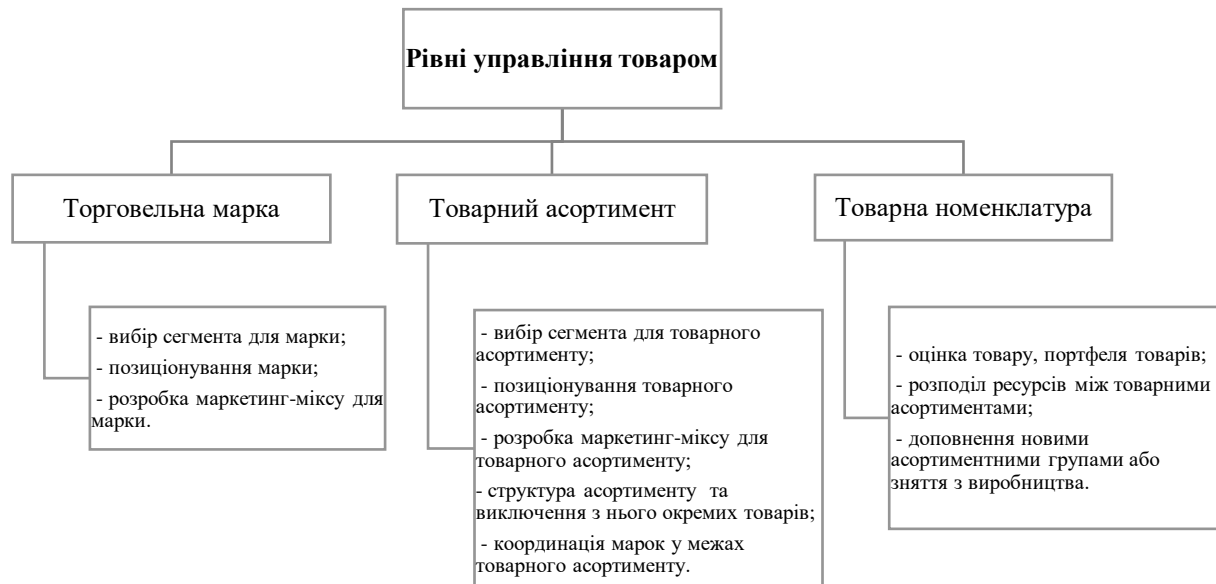 Рівні управління товаром
Торговельна марка
- вибір сегмента для марки;
- позиціонування марки;
- розробка маркетинг-міксу для
марки.
Товарний асортимент
- вибір сегмента для товарного
асортименту;
- позиціонування товарного
асортименту;
- розробка маркетинг-міксу для
товарного асортименту;
- структура асортименту та
виключення з нього окремих товарів;
- координація марок у межах
товарного асортименту.
Товарна номенклатура
- оцінка товару, портфеля товарів;
- розподіл ресурсів між товарними
асортиментами;
- доповнення новими
асортиментними групами або
зняття з виробництва.